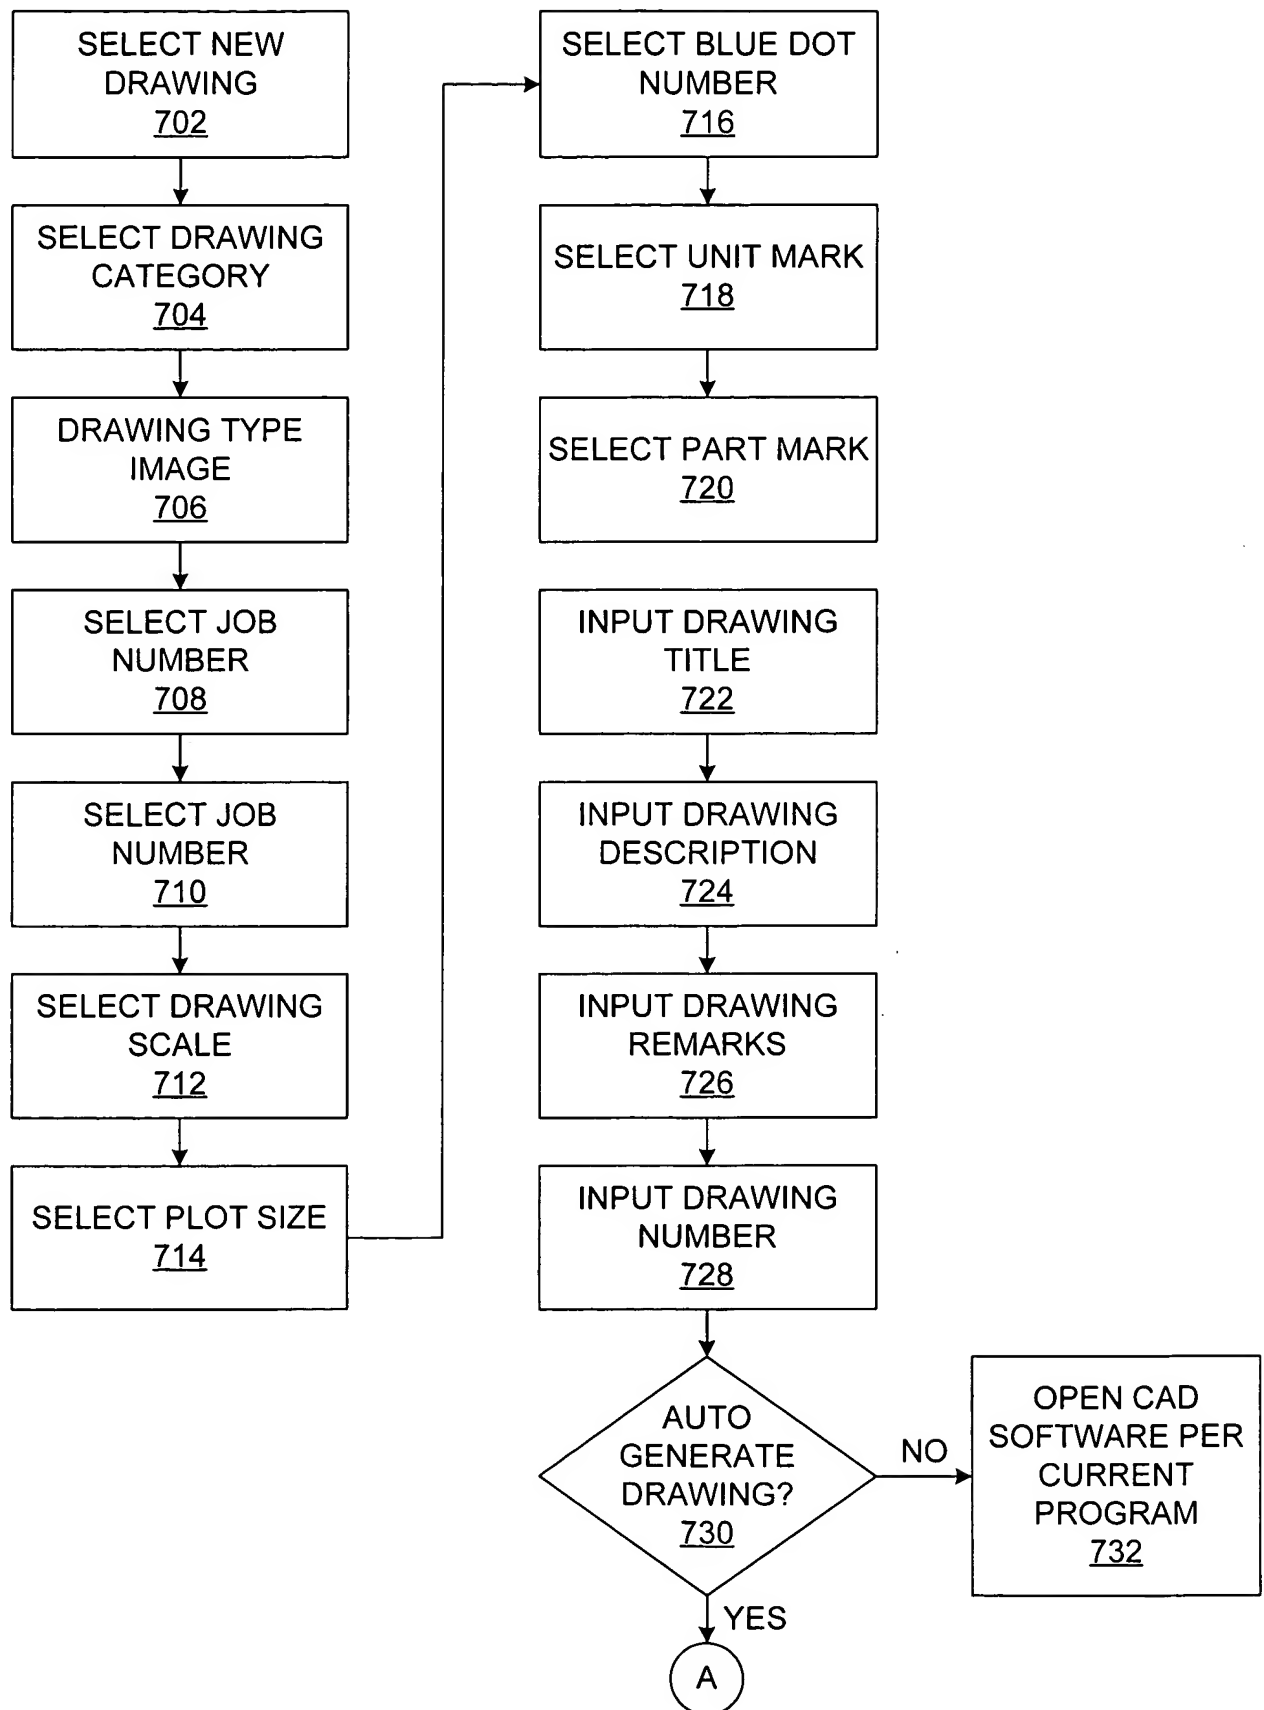 SELECT NEW
DRAWING
702
SELECT DRAWING
CATEGORY
704
DRAWING TYPE
IMAGE
706
SELECT JOB
NUMBER
708
SELECT JOB
NUMBER
710
SELECT DRAWING
SCALE
712
SELECT PLOT SIZE
714
SELECT BLUE DOT
NUMBER
716
SELECT UNIT MARK
718
SELECT PART MARK
720
INPUT DRAWING
TITLE
722
INPUT DRAWING
DESCRIPTION
724
INPUT DRAWING
REMARKS
726
INPUT DRAWING
NUMBER
728
AUTO
GENERATE
DRAWING?
730
NO
OPEN CAD
SOFTWARE PER
CURRENT
PROGRAM
732
YES
A